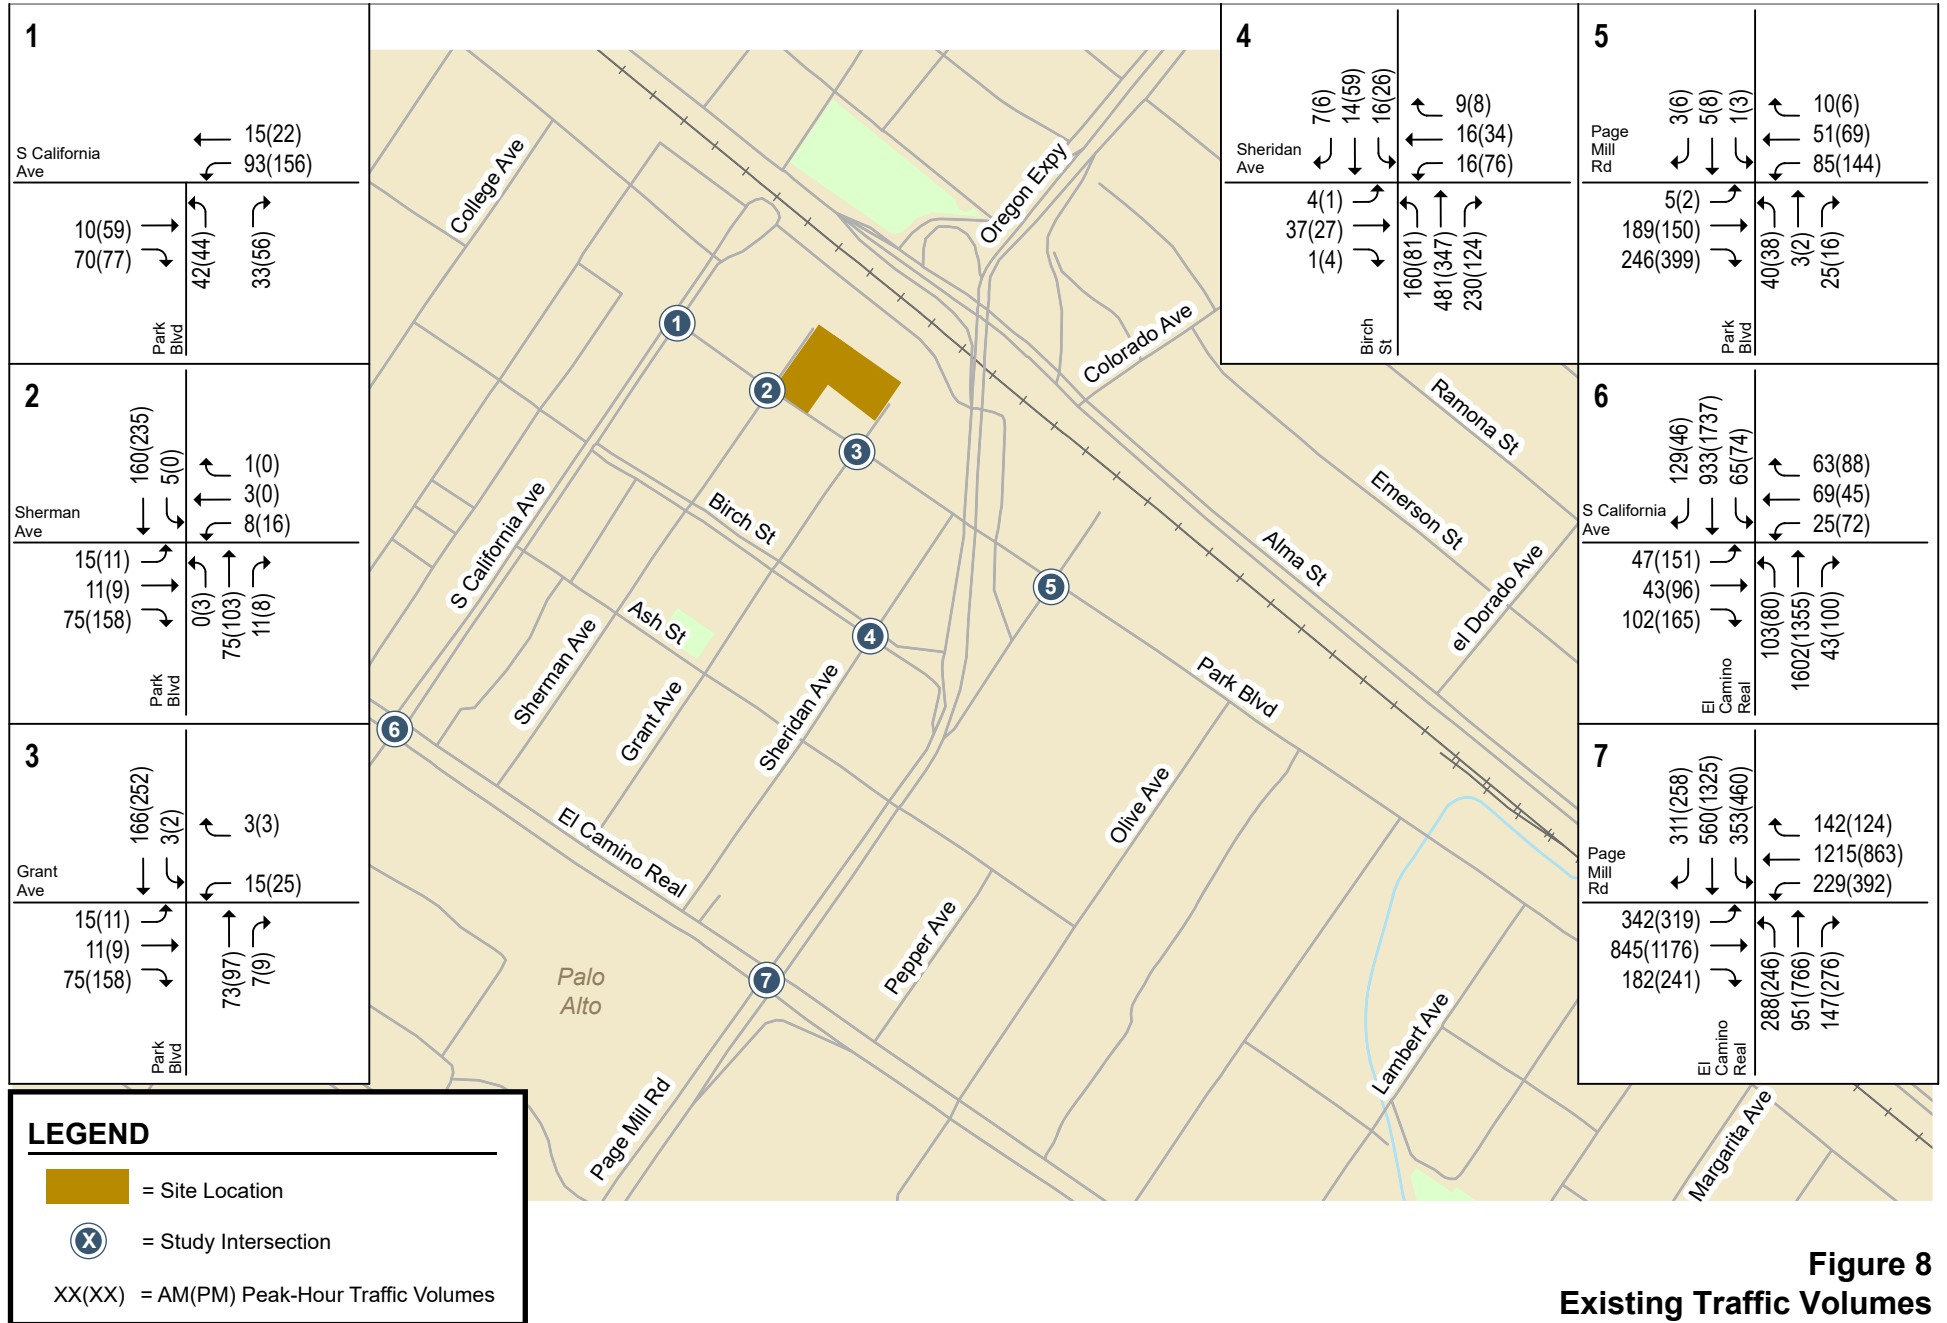 1
S California
Ave
15(22)
93(156)
10(59)
70(77)
42(44)
33(56)
Park
Blvd
2
160(235)
5(0)
1(0)
3(0)
8(16)
Sherman
Ave
15(11)
11(9)
75(158)
0(3)
75(103)
11(8)
Park
Blvd
3
166(252)
3(2)
3(3)
15(25)
Grant
Ave
15(11)
11(9)
75(158)
73(97)
7(9)
Park
Blvd
4
7(6)
14(59)
16(26)
9(8)
16(34)
16(76)
Sheridan
Ave
4(1)
37(27)
1(4)
160(81)
481(347)
230(124)
Birch
St
5
3(6)
5(8)
1(3)
10(6)
51(69)
85(144)
Page
Mill
Rd
5(2)
189(150)
246(399)
40(38)
3(2)
25(16)
Park
Blvd
6
129(46)
933(1737)
65(74)
63(88)
69(45)
25(72)
S California
Ave
47(151)
43(96)
102(165)
103(80)
1602(1355)
43(100)
El
Camino
Real
7
311(258)
560(1325)
353(460)
142(124)
1215(863)
229(392)
Page
Mill
Rd
342(319)
845(1176)
182(241)
288(246)
951(766)
147(276)
El
Camino
Real
College Ave
Oregon Expy
Colorado Ave
Ramona St
Emerson St
Alma St
el Dorado Ave
1
2
3
4
5
6
7
S California Ave
Birch St
Ash St
Sherman Ave
Grant Ave
Sheridan Ave
Park Blvd
Olive Ave
El Camino Real
Pepper Ave
Palo
Alto
Lambert Ave
Page Mill Rd
Margarita Ave
LEGEND
= Site Location
X = Study Intersection
XX(XX) = AM(PM) Peak-Hour Traffic Volumes
Figure 8
Existing Traffic Volumes